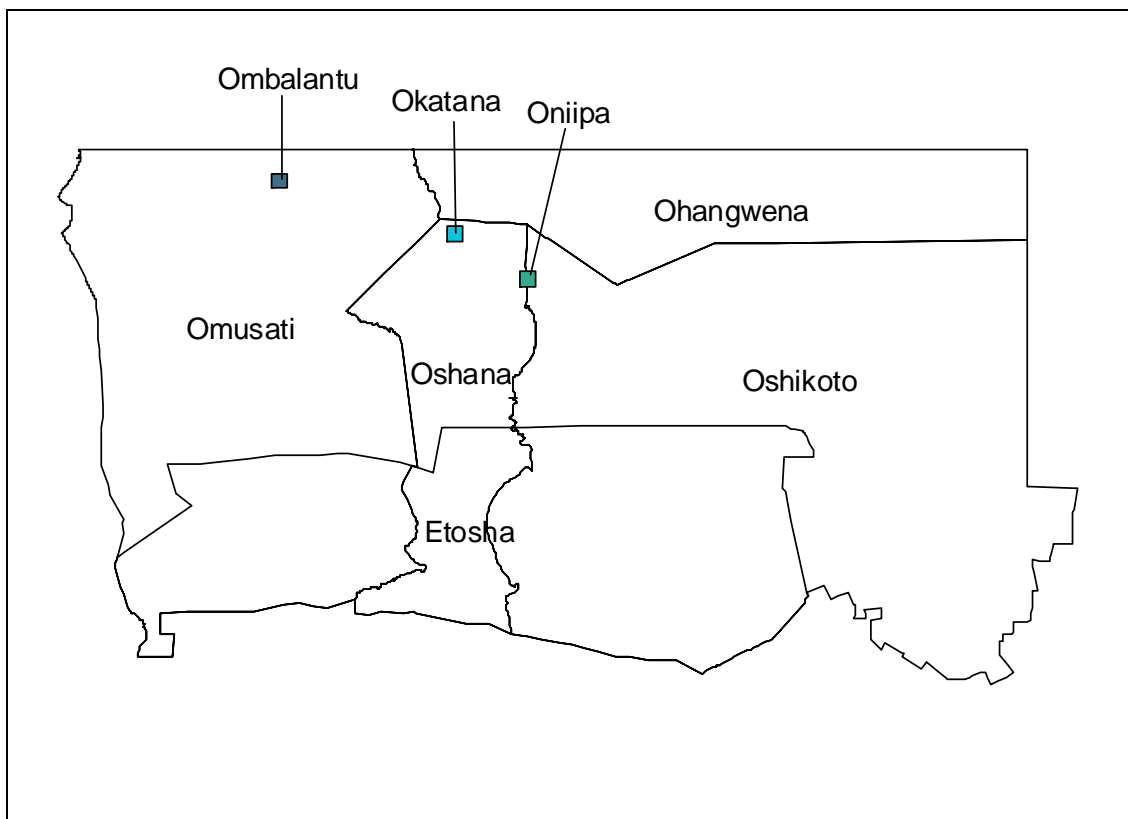 Ombalantu
Okatana
Oniipa
Ohangwena
Omusati
Oshana
Oshikoto
Etosha